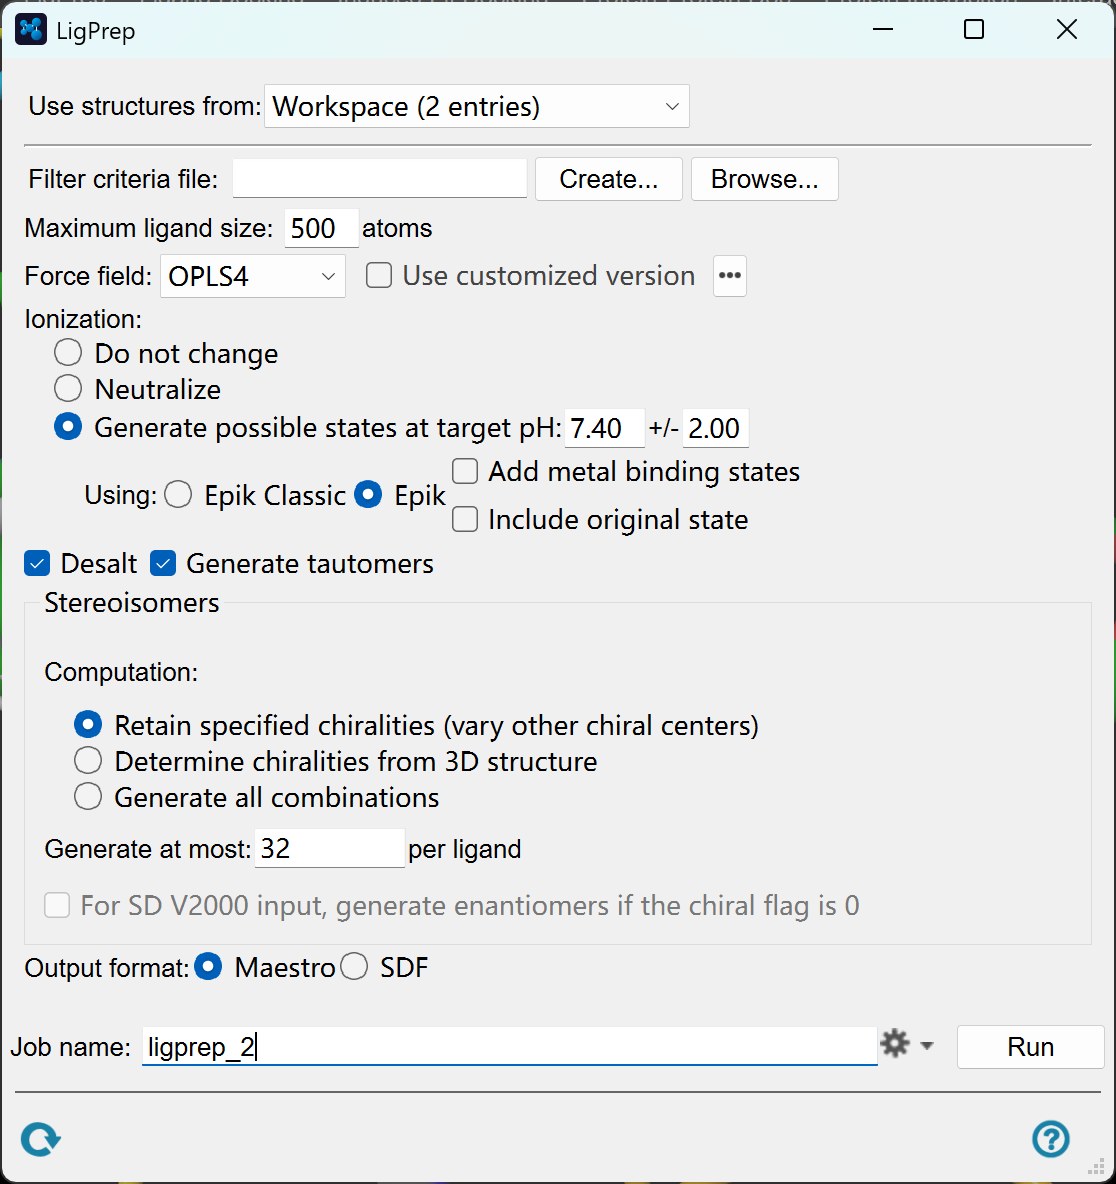 LigPrep
Use structures from: Workspace (2 entries)
Filter criteria file: Create... Browse...
Maximum ligand size: 500 atoms
Force field: OPLS4 Use customized version
Ionization:
Do not change
Neutralize
Generate possible states at target pH: 7.40 +/- 2.00
Add metal binding states
Using: Epik Classic Epik
Include original state
Desalt Generate tautomers
Stereoisomers
Computation:
Retain specified chiralities (vary other chiral centers)
Determine chiralities from 3D structure
Generate all combinations
Generate at most: 32 per ligand
For SD V2000 input, generate enantiomers if the chiral flag is 0
Output format: Maestro SDF
Job name: ligprep_2 Run